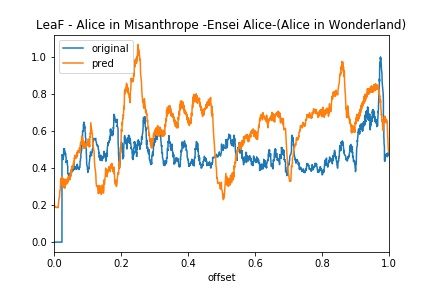 LeaF - Alice in Misanthrope -Ensei Alice-(Alice in Wonderland)
original
pred
1.0
0.8
0.6
0.4
0.2
0.0
0.0 0.2 0.4 0.6 0.8 1.0
offset